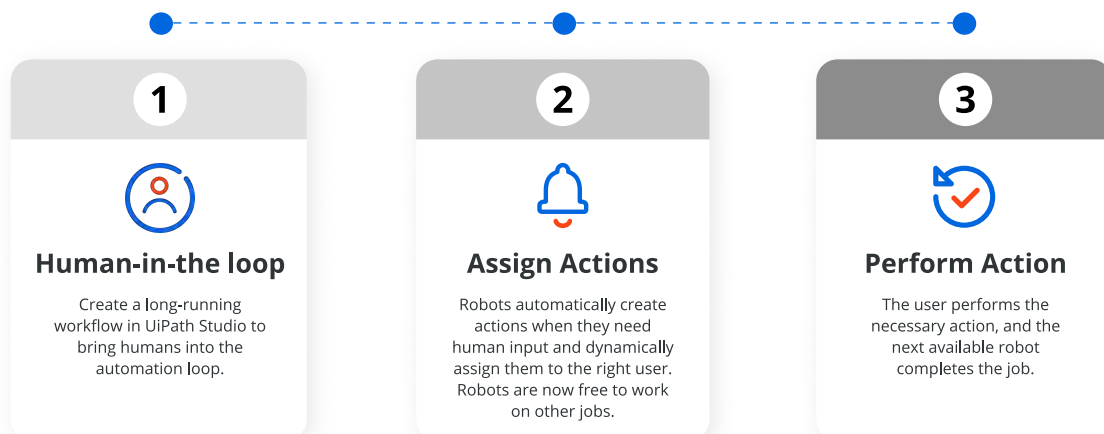 1
Human-in-the loop
Create a long-running
workflow in UiPath Studio to
bring humans into the
automation loop.
2
Assign Actions
Robots automatically create
actions when they need
human input and dynamically
assign them to the right user.
Robots are now free to work
on other jobs.
3
Perform Action
The user performs the
necessary action, and the
next available robot
completes the job.